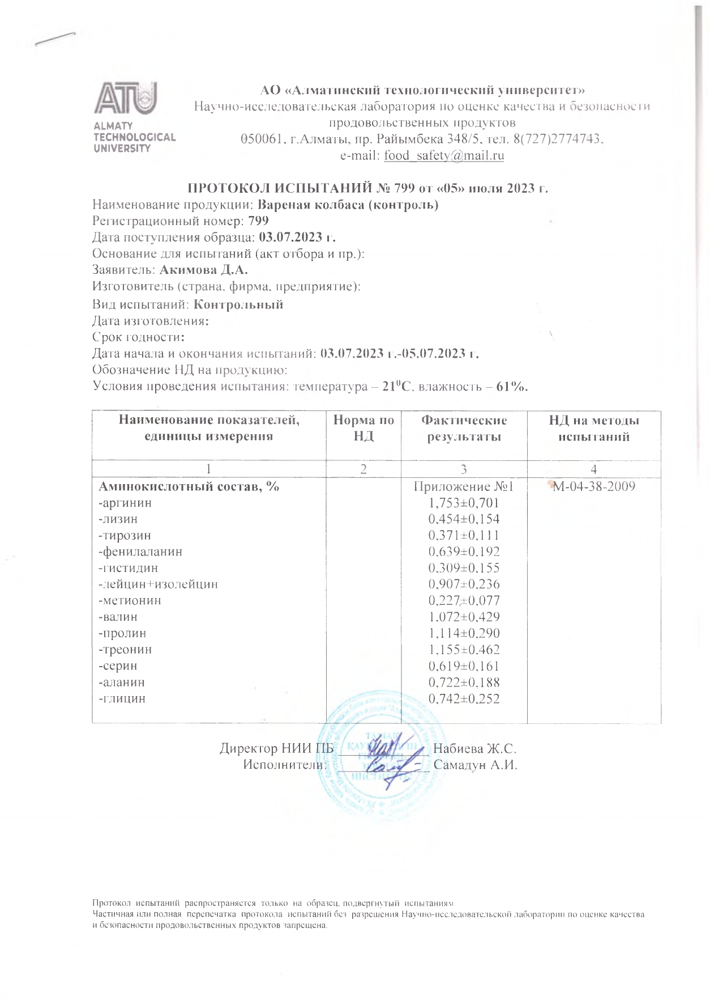 ATU
ALMATY
TECHNOLOGICAL
UNIVERSITY
АО «Алматинский технологический университет»
Научно-исследовательская лаборатория по оценке качества и безопасности
продовольственных продуктов
050061, г.Алматы, пр. Райымбека 348/5, тел. 8(727)2774743,
e-mail: food_safety@mail.ru
ПРОТОКОЛ ИСПЫТАНИЙ № 799 от «05» июля 2023 г.
Наименование продукции: Вареная колбаса (контроль)
Регистрационный номер: 799
Дата поступления образца: 03.07.2023 г.
Основание для испытаний (акт отбора и пр.):
Заявитель: Акимова Д.А.
Изготовитель (страна, фирма, предприятие):
Вид испытаний: Контрольный
Дата изготовления:
Срок годности:
Дата начала и окончания испытаний: 03.07.2023 г.-05.07.2023 г.
Обозначение НД на продукцию:
Условия проведения испытания: температура – 21⁰С, влажность – 61%.
Наименование показателей, единицы измерения | Норма по НД | Фактические результаты | НД на методы испытаний
1 2 3 4
Аминокислотный состав, % Приложение №1 М-04-38-2009
-аргинин 1,753±0,701
-лизин 0,454±0,154
-тирозин 0,371±0,111
-фенилаланин 0,639±0,192
-гистидин 0,309±0,155
-лейцин+изолейцин 0,907±0,236
-метионин 0,227±0,077
-валин 1,072±0,429
-пролин 1,114±0,290
-треонин 1,155±0,462
-серин 0,619±0,161
-аланин 0,722±0,188
-глицин 0,742±0,252
Директор НИИ ПБ Набиева Ж.С.
Исполнители: Самадун А.И.
Протокол испытаний распространяется только на образец, подвергнутый испытаниям.
Частичная или полная перепечатка протокола испытаний без разрешения Научно-исследовательской лаборатории по оценке качества
и безопасности продовольственных продуктов запрещена.